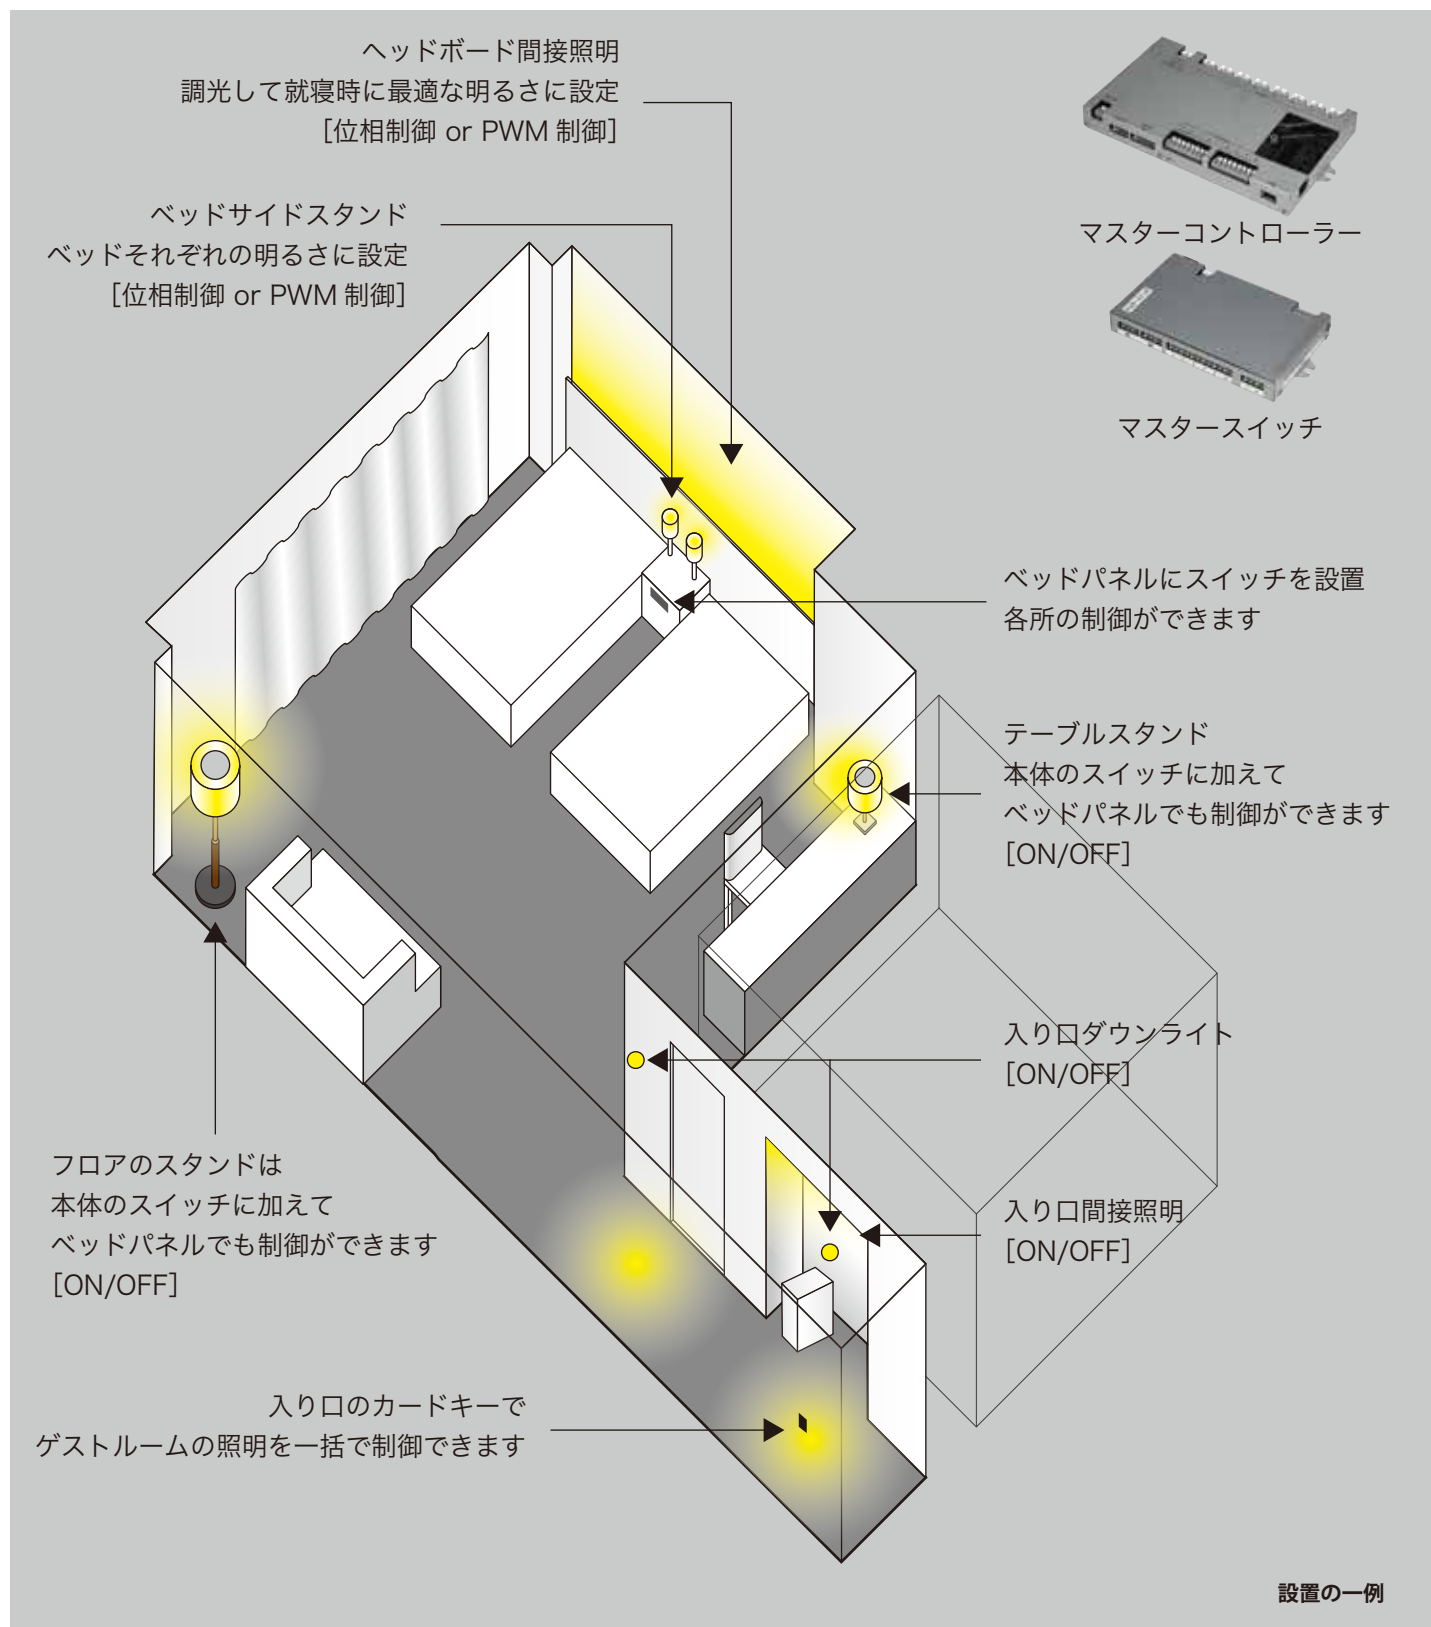 ヘッドボード間接照明
調光して就寝時に最適な明るさに設定
［位相制御 or PWM 制御］
マスターコントローラー
ベッドサイドスタンド
ベッドそれぞれの明るさに設定
［位相制御 or PWM 制御］
マスタースイッチ
ベッドパネルにスイッチを設置
各所の制御ができます
テーブルスタンド
本体のスイッチに加えて
ベッドパネルでも制御ができます
［ON/OFF］
入り口ダウンライト
［ON/OFF］
フロアのスタンドは
本体のスイッチに加えて
ベッドパネルでも制御ができます
［ON/OFF］
入り口間接照明
［ON/OFF］
入り口のカードキーで
ゲストルームの照明を一括で制御できます
設置の一例